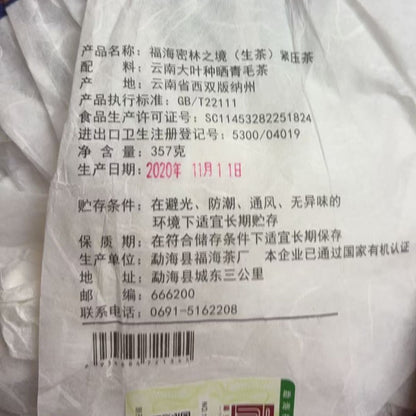 产品名称：福海密林之境（生茶）紧压茶
配　　料：云南大叶种晒青毛茶
产　　地：云南省西双版纳州
产品执行标准：GB/T22111
食品生产许可证号：SC11453282251824
进出口卫生注册登记号：5300/04019
净 含 量：357克
生产日期：2020年 11月11日
贮存条件：在避光、防潮、通风、无异味的
环境下适宜长期贮存
保 质 期：在符合储存条件下适宜长期保存
生产单位：勐海县福海茶厂　本企业已通过国家有机认证
地　　址：勐海县城东三公里
邮　　编：666200
联系电话：0691-5162208